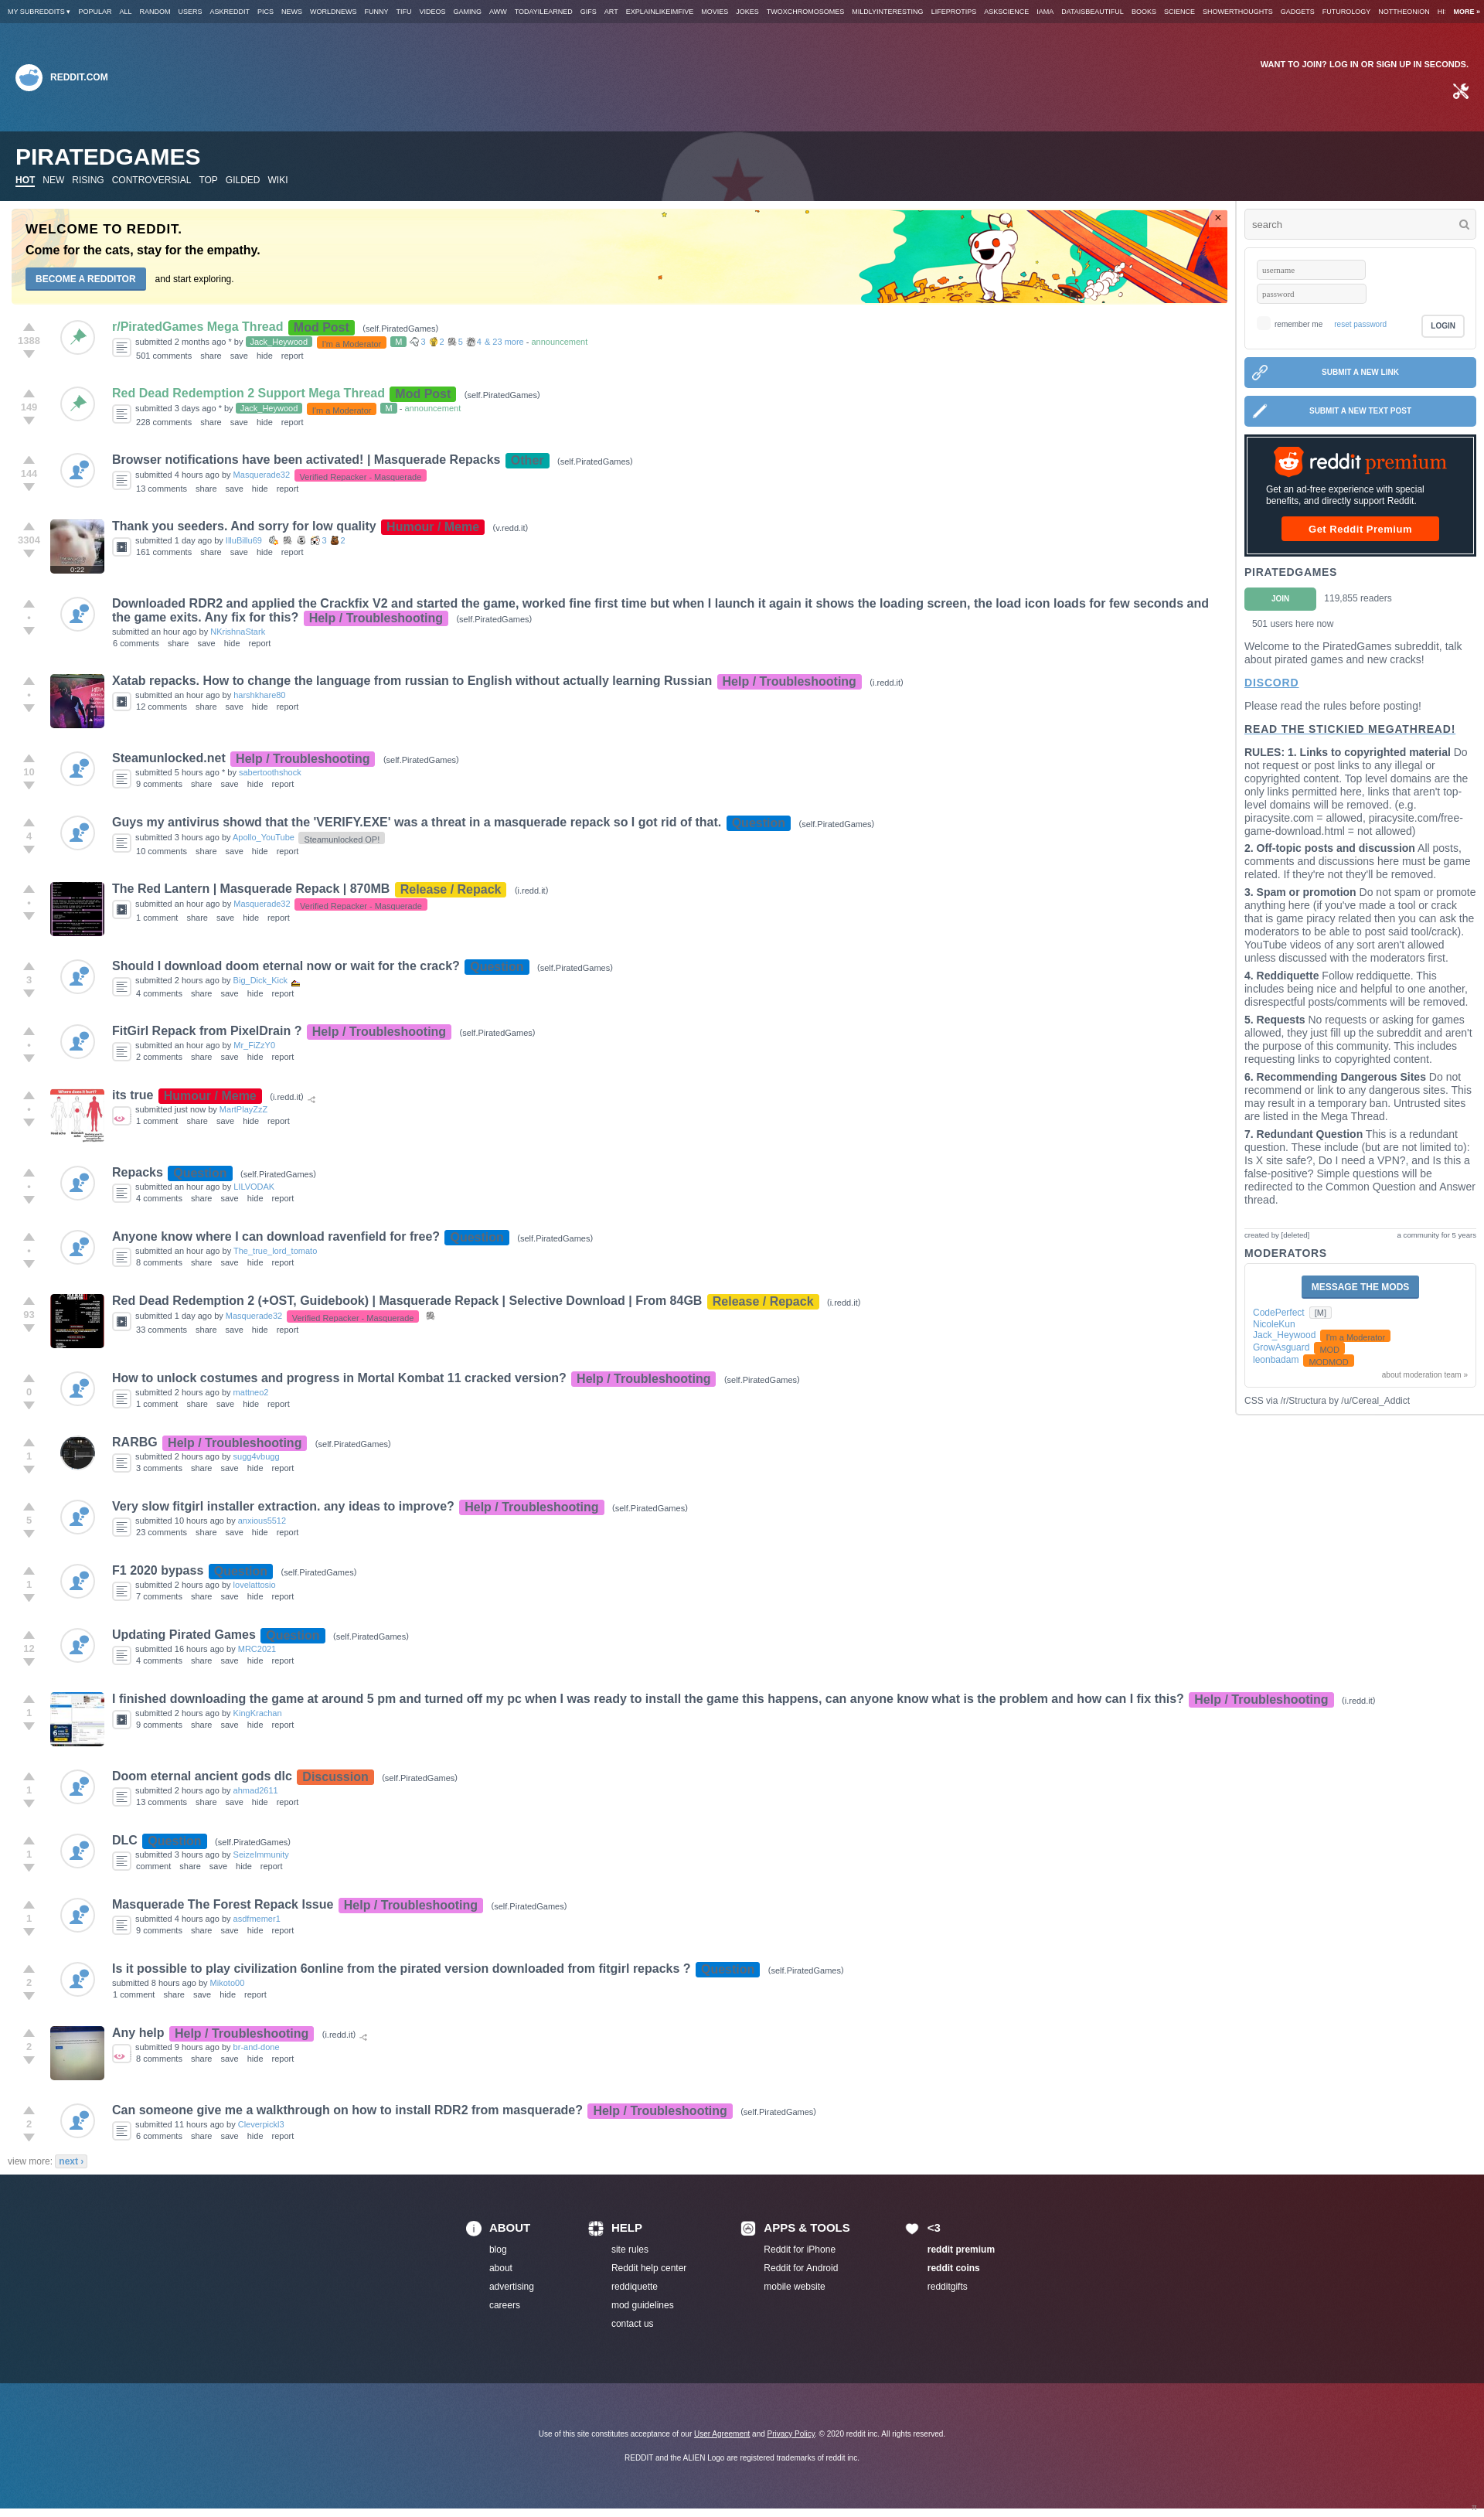 MY SUBREDDITS ▾ POPULAR ALL RANDOM USERS ASKREDDIT PICS NEWS WORLDNEWS FUNNY TIFU VIDEOS GAMING AWW TODAYILEARNED GIFS ART EXPLAINLIKEIMFIVE MOVIES JOKES TWOXCHROMOSOMES MILDLYINTERESTING LIFEPROTIPS ASKSCIENCE IAMA DATAISBEAUTIFUL BOOKS SCIENCE SHOWERTHOUGHTS GADGETS FUTUROLOGY NOTTHEONION HI MORE »
REDDIT.COM
WANT TO JOIN? LOG IN OR SIGN UP IN SECONDS.
PIRATEDGAMES
HOT NEW RISING CONTROVERSIAL TOP GILDED WIKI
WELCOME TO REDDIT.
Come for the cats, stay for the empathy.
BECOME A REDDITOR and start exploring.
1388
r/PiratedGames Mega Thread Mod Post (self.PiratedGames)
submitted 2 months ago * by Jack_Heywood I'm a Moderator M 3 2 5 4 & 23 more - announcement
501 comments share save hide report
149
Red Dead Redemption 2 Support Mega Thread Mod Post (self.PiratedGames)
submitted 3 days ago * by Jack_Heywood I'm a Moderator M - announcement
228 comments share save hide report
144
Browser notifications have been activated! | Masquerade Repacks Other (self.PiratedGames)
submitted 4 hours ago by Masquerade32 Verified Repacker - Masquerade
13 comments share save hide report
3304
0:22
Thank you seeders. And sorry for low quality Humour / Meme (v.redd.it)
submitted 1 day ago by IlluBillu69 3 2
161 comments share save hide report
•
Downloaded RDR2 and applied the Crackfix V2 and started the game, worked fine first time but when I launch it again it shows the loading screen, the load icon loads for few seconds and
the game exits. Any fix for this? Help / Troubleshooting (self.PiratedGames)
submitted an hour ago by NKrishnaStark
6 comments share save hide report
•
Xatab repacks. How to change the language from russian to English without actually learning Russian Help / Troubleshooting (i.redd.it)
submitted an hour ago by harshkhare80
12 comments share save hide report
10
Steamunlocked.net Help / Troubleshooting (self.PiratedGames)
submitted 5 hours ago * by sabertoothshock
9 comments share save hide report
4
Guys my antivirus showd that the 'VERIFY.EXE' was a threat in a masquerade repack so I got rid of that. Question (self.PiratedGames)
submitted 3 hours ago by Apollo_YouTube Steamunlocked OP!
10 comments share save hide report
•
The Red Lantern | Masquerade Repack | 870MB Release / Repack (i.redd.it)
submitted an hour ago by Masquerade32 Verified Repacker - Masquerade
1 comment share save hide report
3
Should I download doom eternal now or wait for the crack? Question (self.PiratedGames)
submitted 2 hours ago by Big_Dick_Kick
4 comments share save hide report
•
FitGirl Repack from PixelDrain ? Help / Troubleshooting (self.PiratedGames)
submitted an hour ago by Mr_FiZzY0
2 comments share save hide report
•
its true Humour / Meme (i.redd.it)
submitted just now by MartPlayZzZ
1 comment share save hide report
•
Repacks Question (self.PiratedGames)
submitted an hour ago by LILVODAK
4 comments share save hide report
•
Anyone know where I can download ravenfield for free? Question (self.PiratedGames)
submitted an hour ago by The_true_lord_tomato
8 comments share save hide report
93
Red Dead Redemption 2 (+OST, Guidebook) | Masquerade Repack | Selective Download | From 84GB Release / Repack (i.redd.it)
submitted 1 day ago by Masquerade32 Verified Repacker - Masquerade
33 comments share save hide report
0
How to unlock costumes and progress in Mortal Kombat 11 cracked version? Help / Troubleshooting (self.PiratedGames)
submitted 2 hours ago by mattneo2
1 comment share save hide report
1
RARBG Help / Troubleshooting (self.PiratedGames)
submitted 2 hours ago by sugg4vbugg
3 comments share save hide report
5
Very slow fitgirl installer extraction. any ideas to improve? Help / Troubleshooting (self.PiratedGames)
submitted 10 hours ago by anxious5512
23 comments share save hide report
1
F1 2020 bypass Question (self.PiratedGames)
submitted 2 hours ago by lovelattosio
7 comments share save hide report
12
Updating Pirated Games Question (self.PiratedGames)
submitted 16 hours ago by MRC2021
4 comments share save hide report
1
I finished downloading the game at around 5 pm and turned off my pc when I was ready to install the game this happens, can anyone know what is the problem and how can I fix this? Help / Troubleshooting (i.redd.it)
submitted 2 hours ago by KingKrachan
9 comments share save hide report
1
Doom eternal ancient gods dlc Discussion (self.PiratedGames)
submitted 2 hours ago by ahmad2611
13 comments share save hide report
1
DLC Question (self.PiratedGames)
submitted 3 hours ago by SeizeImmunity
comment share save hide report
1
Masquerade The Forest Repack Issue Help / Troubleshooting (self.PiratedGames)
submitted 4 hours ago by asdfmemer1
9 comments share save hide report
2
Is it possible to play civilization 6online from the pirated version downloaded from fitgirl repacks ? Question (self.PiratedGames)
submitted 8 hours ago by Mikoto00
1 comment share save hide report
2
Any help Help / Troubleshooting (i.redd.it)
submitted 9 hours ago by br-and-done
8 comments share save hide report
2
Can someone give me a walkthrough on how to install RDR2 from masquerade? Help / Troubleshooting (self.PiratedGames)
submitted 11 hours ago by Cleverpickl3
6 comments share save hide report
view more: next ›
search
username
password
remember me reset password LOGIN
SUBMIT A NEW LINK
SUBMIT A NEW TEXT POST
reddit premium
Get an ad-free experience with special
benefits, and directly support Reddit.
Get Reddit Premium
PIRATEDGAMES
JOIN 119,855 readers
501 users here now
Welcome to the PiratedGames subreddit, talk
about pirated games and new cracks!
DISCORD
Please read the rules before posting!
READ THE STICKIED MEGATHREAD!
RULES: 1. Links to copyrighted material Do
not request or post links to any illegal or
copyrighted content. Top level domains are the
only links permitted here, links that aren't top-
level domains will be removed. (e.g.
piracysite.com = allowed, piracysite.com/free-
game-download.html = not allowed)
2. Off-topic posts and discussion All posts,
comments and discussions here must be game
related. If they're not they'll be removed.
3. Spam or promotion Do not spam or promote
anything here (if you've made a tool or crack
that is game piracy related then you can ask the
moderators to be able to post said tool/crack).
YouTube videos of any sort aren't allowed
unless discussed with the moderators first.
4. Reddiquette Follow reddiquette. This
includes being nice and helpful to one another,
disrespectful posts/comments will be removed.
5. Requests No requests or asking for games
allowed, they just fill up the subreddit and aren't
the purpose of this community. This includes
requesting links to copyrighted content.
6. Recommending Dangerous Sites Do not
recommend or link to any dangerous sites. This
may result in a temporary ban. Untrusted sites
are listed in the Mega Thread.
7. Redundant Question This is a redundant
question. These include (but are not limited to):
Is X site safe?, Do I need a VPN?, and Is this a
false-positive? Simple questions will be
redirected to the Common Question and Answer
thread.
created by [deleted] a community for 5 years
MODERATORS
MESSAGE THE MODS
CodePerfect [M]
NicoleKun
Jack_Heywood I'm a Moderator
GrowAsguard MOD
leonbadam MODMOD
about moderation team »
CSS via /r/Structura by /u/Cereal_Addict
ABOUT
blog
about
advertising
careers
HELP
site rules
Reddit help center
reddiquette
mod guidelines
contact us
APPS & TOOLS
Reddit for iPhone
Reddit for Android
mobile website
<3
reddit premium
reddit coins
redditgifts
Use of this site constitutes acceptance of our User Agreement and Privacy Policy. © 2020 reddit inc. All rights reserved.
REDDIT and the ALIEN Logo are registered trademarks of reddit inc.